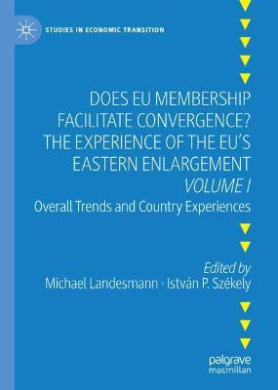 STUDIES IN ECONOMIC TRANSITION
DOES EU MEMBERSHIP
FACILITATE CONVERGENCE?
THE EXPERIENCE OF THE EU'S
EASTERN ENLARGEMENT
VOLUME I
Overall Trends and Country Experiences
Edited by
Michael Landesmann · István P. Székely
palgrave
macmillan